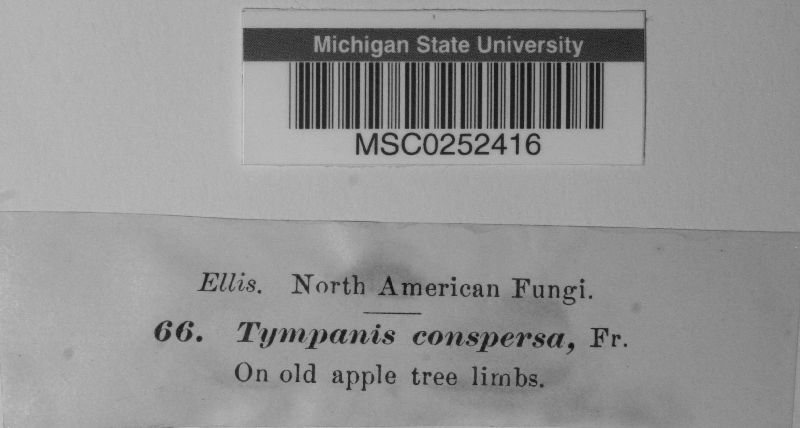 Michigan State University
MSC0252416
Ellis. North American Fungi.
66. Tympanis conspersa, Fr.
On old apple tree limbs.